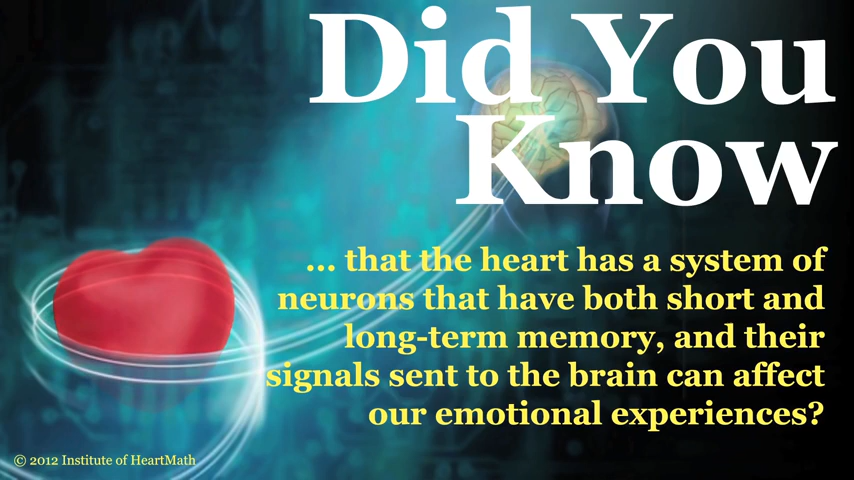 Did You
Know
... that the heart has a system of
neurons that have both short and
long-term memory, and their
signals sent to the brain can affect
our emotional experiences?
© 2012 Institute of HeartMath